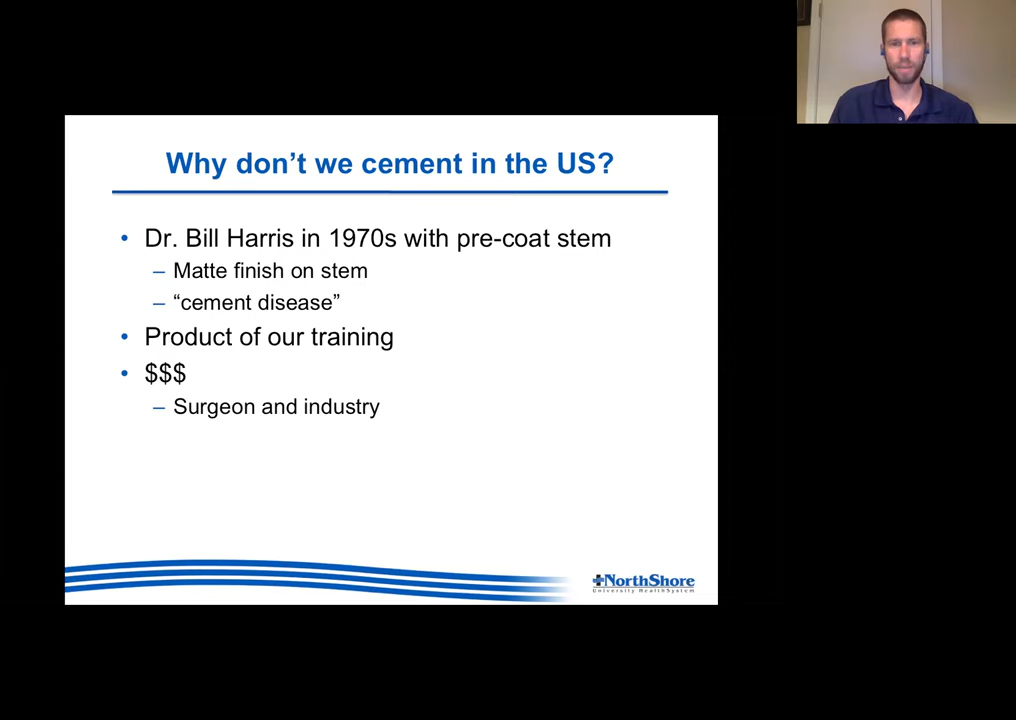 Why don’t we cement in the US?
• Dr. Bill Harris in 1970s with pre-coat stem
– Matte finish on stem
– “cement disease”
• Product of our training
• $$$
– Surgeon and industry
NorthShore
University HealthSystem